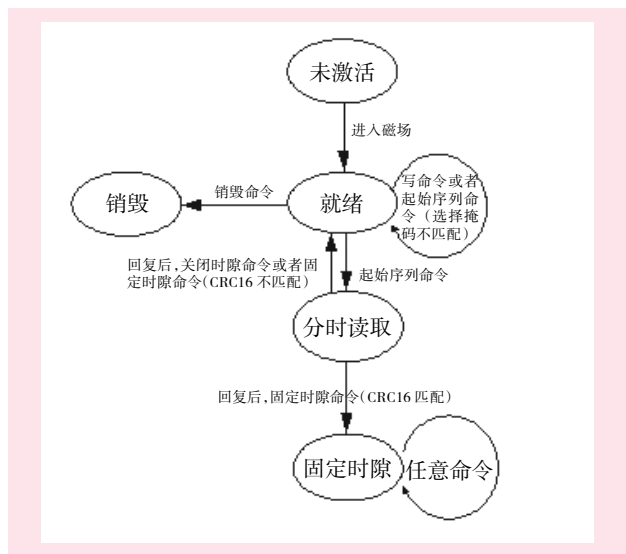 未激活
进入磁场
销毁
销毁命令
就绪
写命令或者
起始序列命
令（选择掩
码不匹配）
回复后,关闭时隙命令或者固
定时隙命令(CRC16 不匹配)
起始序列命令
分时读取
回复后,固定时隙命令(CRC16 匹配)
固定时隙
任意命令